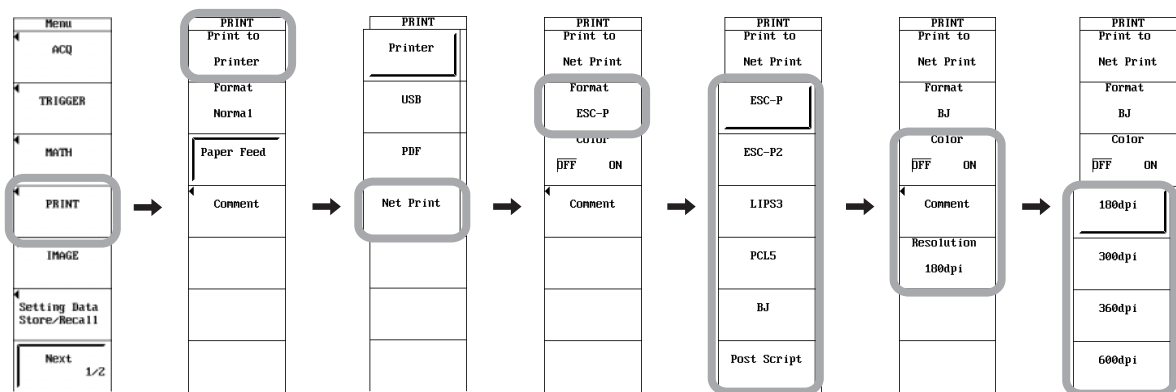 Menu
ACQ
TRIGGER
MATH
PRINT
IMAGE
Setting Data
Store/Recall
Next
1/2
PRINT
Print to
Printer
Format
Normal
Paper Feed
Comment
PRINT
Printer
USB
PDF
Net Print
PRINT
Print to
Net Print
Format
ESC-P
Color
OFF ON
Comment
PRINT
Print to
Net Print
ESC-P
ESC-P2
LIPS3
PCL5
BJ
Post Script
PRINT
Print to
Net Print
Format
BJ
Color
OFF ON
Comment
Resolution
180dpi
PRINT
Print to
Net Print
Format
BJ
Color
OFF ON
180dpi
300dpi
360dpi
600dpi